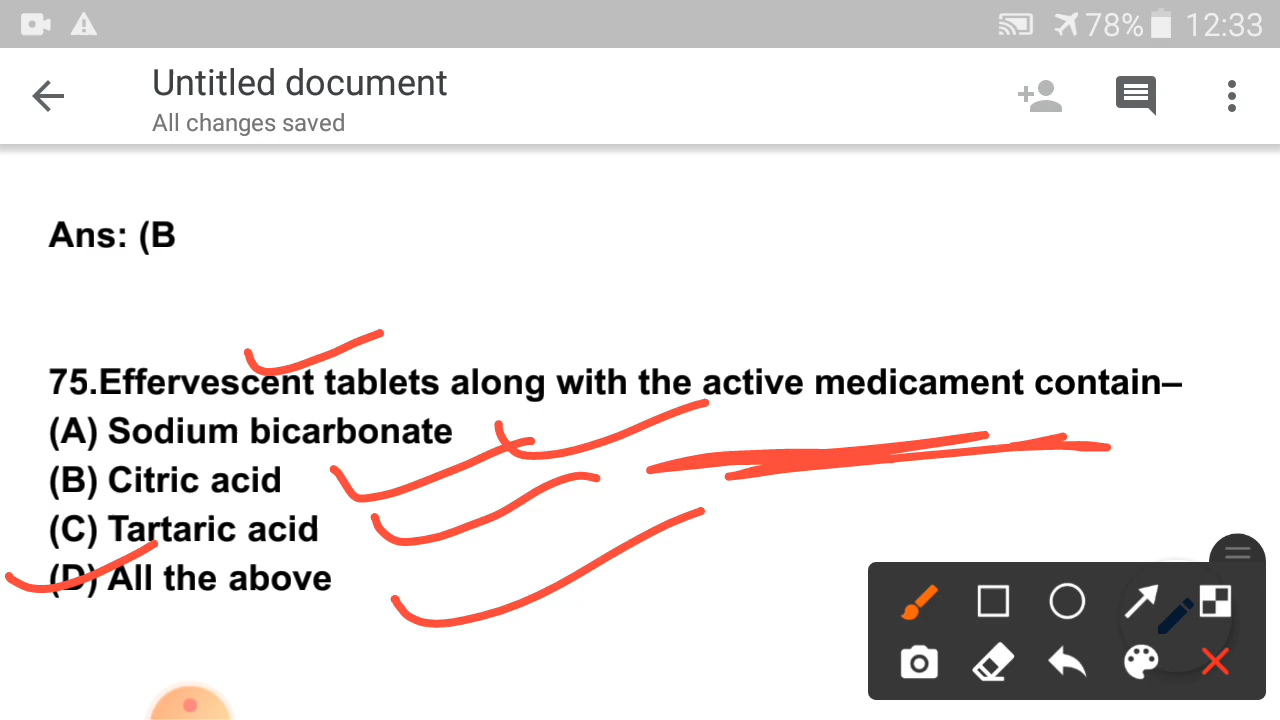 78% 12:33
Untitled document
All changes saved
Ans: (B
75.Effervescent tablets along with the active medicament contain–
(A) Sodium bicarbonate
(B) Citric acid
(C) Tartaric acid
(D) All the above